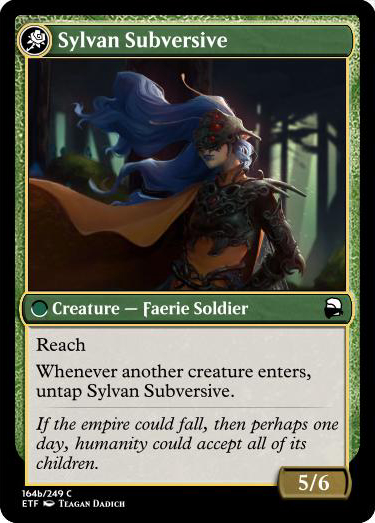 Sylvan Subversive
Creature — Faerie Soldier
Reach
Whenever another creature enters,
untap Sylvan Subversive.
If the empire could fall, then perhaps one
day, humanity could accept all of its
children.
5/6
164b/249 C
ETF Teagan Dadich